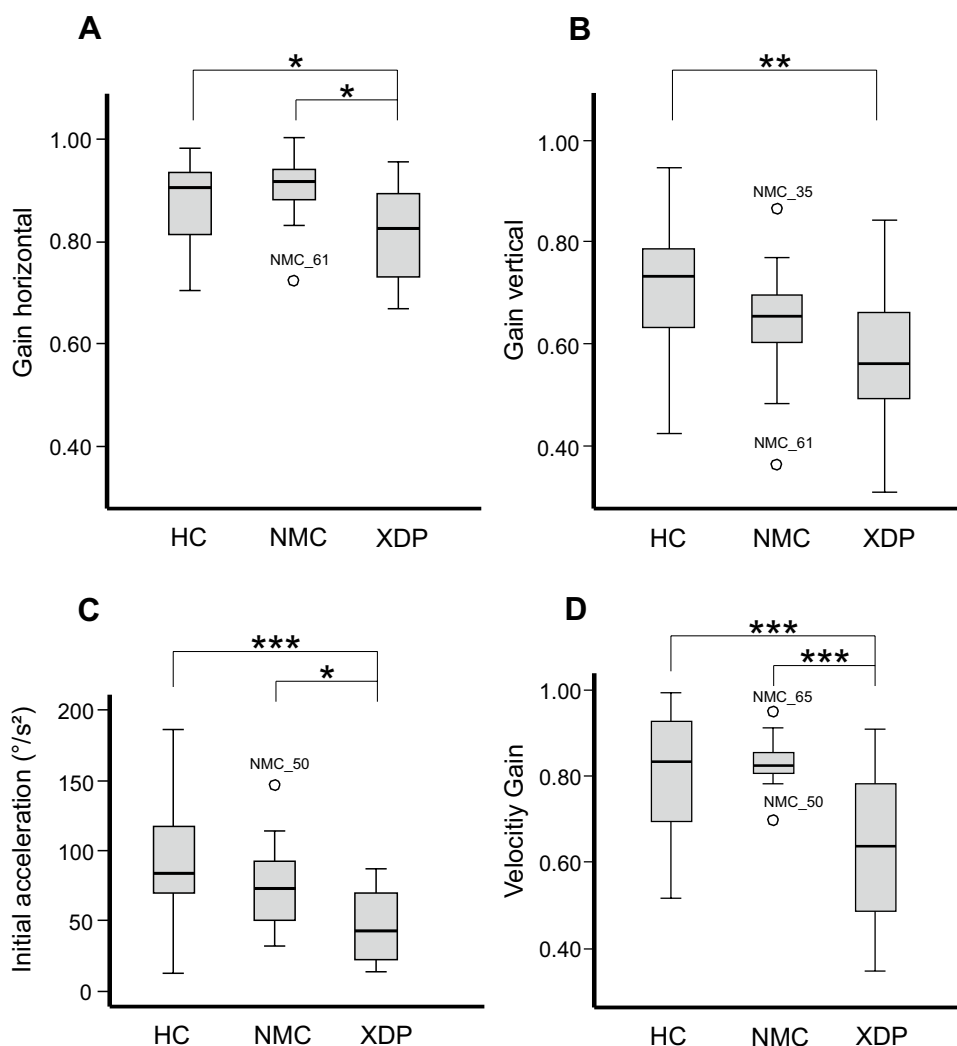 A
*
*
Gain horizontal
1.00
0.80
0.60
0.40
NMC_61
HC NMC XDP
B
**
Gain vertical
1.00
0.80
0.60
0.40
NMC_35
NMC_61
HC NMC XDP
C
***
*
Initial acceleration (°/s²)
200
150
100
50
0
NMC_50
HC NMC XDP
D
***
***
Velocitiy Gain
1.00
0.80
0.60
0.40
NMC_65
NMC_50
HC NMC XDP